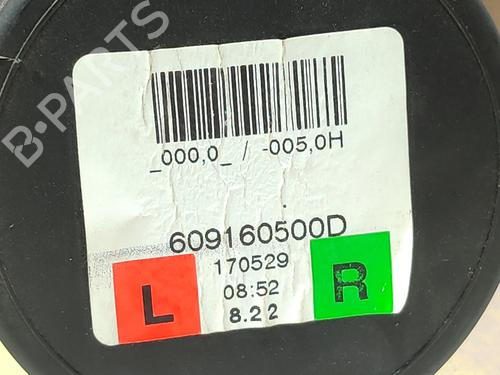 B-PARTS
_000,0_ / -005,0H
609160500D
170529
L
08:52
R
8.22